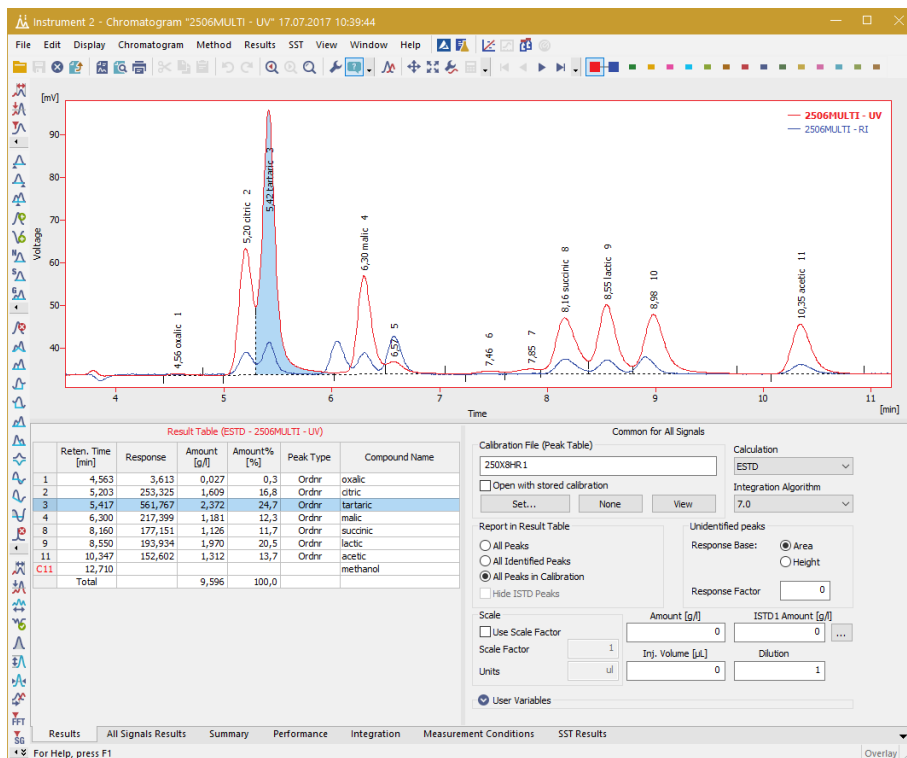 Instrument 2 - Chromatogram "2506MULTI - UV" 17.07.2017 10:39:44
File Edit Display Chromatogram Method Results SST View Window Help
[mV]
2506MULTI - UV
2506MULTI - RI
90
80
70
60
50
40
Voltage
4,56 oxalic 1
5,20 citric 2
5,42 tartaric 3
6,30 malic 4
6,57 5
7,46 6
7,85 7
8,16 succinic 8
8,55 lactic 9
8,98 10
10,35 acetic 11
4 5 6 7 8 9 10 11
Time
[min]
Result Table (ESTD - 2506MULTI - UV)
Reten. Time [min] Response Amount [g/l] Amount% [%] Peak Type Compound Name
1 4,563 3,613 0,027 0,3 Ordnr oxalic
2 5,203 253,325 1,609 16,8 Ordnr citric
3 5,417 561,767 2,372 24,7 Ordnr tartaric
4 6,300 217,399 1,181 12,3 Ordnr malic
8 8,160 177,151 1,126 11,7 Ordnr succinic
9 8,550 193,934 1,970 20,5 Ordnr lactic
11 10,347 152,602 1,312 13,7 Ordnr acetic
C11 12,710 methanol
Total 9,596 100,0
Common for All Signals
Calibration File (Peak Table)
250X8HR1
Open with stored calibration
Set... None View
Calculation
ESTD
Integration Algorithm
7.0
Report in Result Table
All Peaks
All Identified Peaks
All Peaks in Calibration
Hide ISTD Peaks
Unidentified peaks
Response Base: Area
Height
Response Factor 0
Scale
Use Scale Factor
Scale Factor 1
Units ul
Amount [g/l]
0
ISTD1 Amount [g/l]
0 ...
Inj. Volume [µL]
0
Dilution
1
User Variables
Results All Signals Results Summary Performance Integration Measurement Conditions SST Results
For Help, press F1
Overlay
N
S
G
FFT
SG